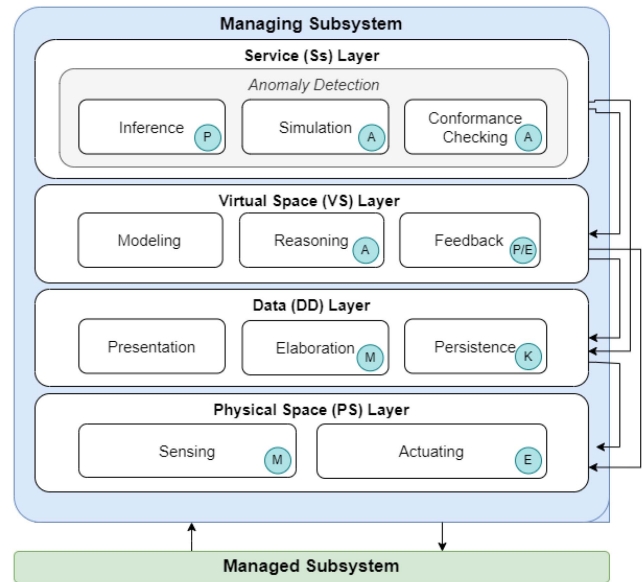 Managing Subsystem
Service (Ss) Layer
Anomaly Detection
Inference
P
Simulation
A
Conformance
Checking
A
Virtual Space (VS) Layer
Modeling
Reasoning
A
Feedback
P/E
Data (DD) Layer
Presentation
Elaboration
M
Persistence
K
Physical Space (PS) Layer
Sensing
M
Actuating
E
Managed Subsystem